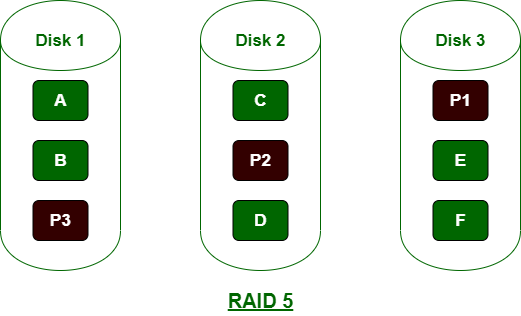 Disk 1 Disk 2 Disk 3
A C P1
B P2 E
P3 D F
RAID 5